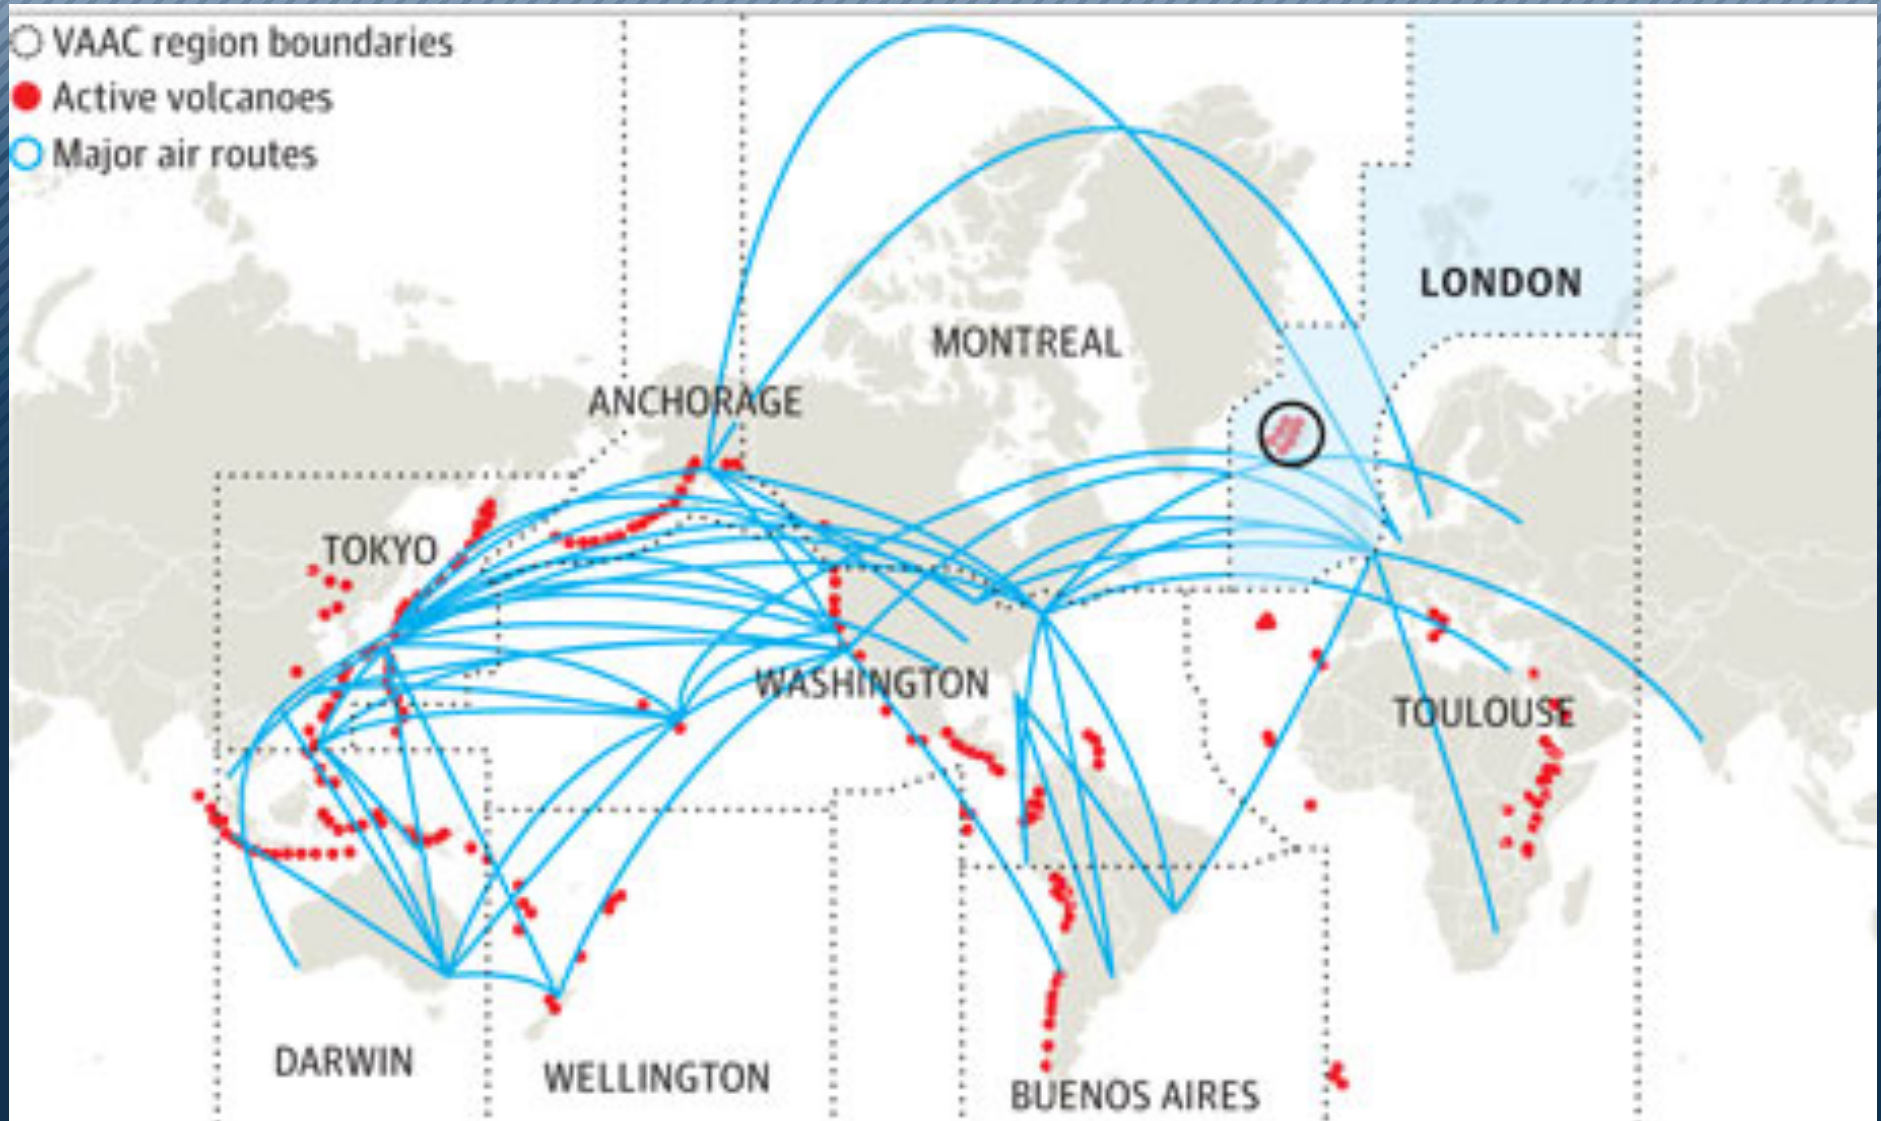 VAAC region boundaries
Active volcanoes
Major air routes
LONDON
MONTREAL
ANCHORAGE
TOKYO
WASHINGTON
TOULOUSE
DARWIN
WELLINGTON
BUENOS AIRES